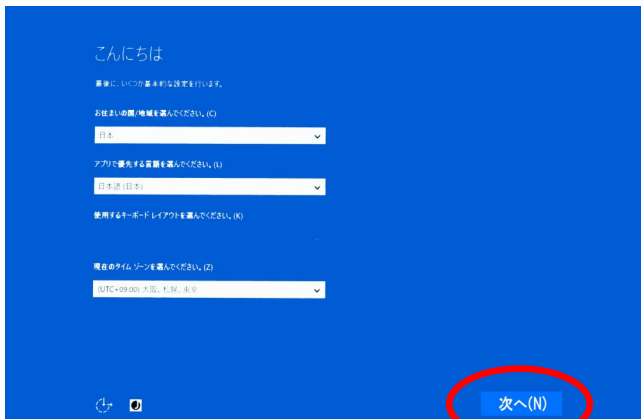 こんにちは
最後に、いくつか基本的な設定を行います。
お住まいの国/地域を選んでください。(C)
日本
アプリで優先する言語を選んでください。(L)
日本語 (日本)
使用するキーボード レイアウトを選んでください。(K)
現在のタイム ゾーンを選んでください。(Z)
(UTC+09:00) 大阪、札幌、東京
次へ(N)